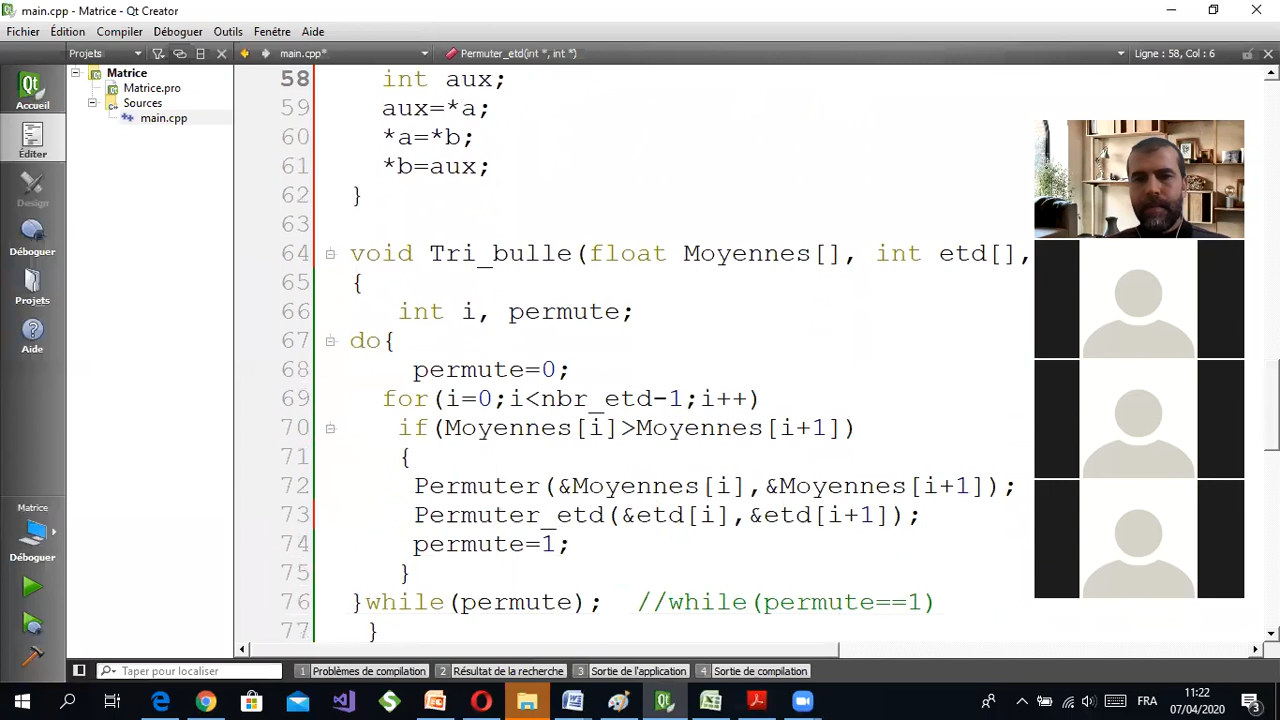 main.cpp - Matrice - Qt Creator
Fichier Édition Compiler Déboguer Outils Fenêtre Aide
Projets main.cpp* Permuter_etd(int *, int *) Ligne : 58, Col : 6
Qt
Accueil
Éditer
Design
Déboguer
Projets
Aide
Matrice
Déboguer
Matrice
Matrice.pro
Sources
main.cpp
58 int aux;
59 aux=*a;
60 *a=*b;
61 *b=aux;
62 }
63
64 void Tri_bulle(float Moyennes[], int etd[],
65 {
66 int i, permute;
67 do{
68 permute=0;
69 for(i=0;i<nbr_etd-1;i++)
70 if(Moyennes[i]>Moyennes[i+1])
71 {
72 Permuter(&Moyennes[i],&Moyennes[i+1]);
73 Permuter_etd(&etd[i],&etd[i+1]);
74 permute=1;
75 }
76 }while(permute); //while(permute==1)
77 }
Taper pour localiser 1 Problèmes de compilation 2 Résultat de la recherche 3 Sortie de l'application 4 Sortie de compilation
FRA 11:22
07/04/2020
3